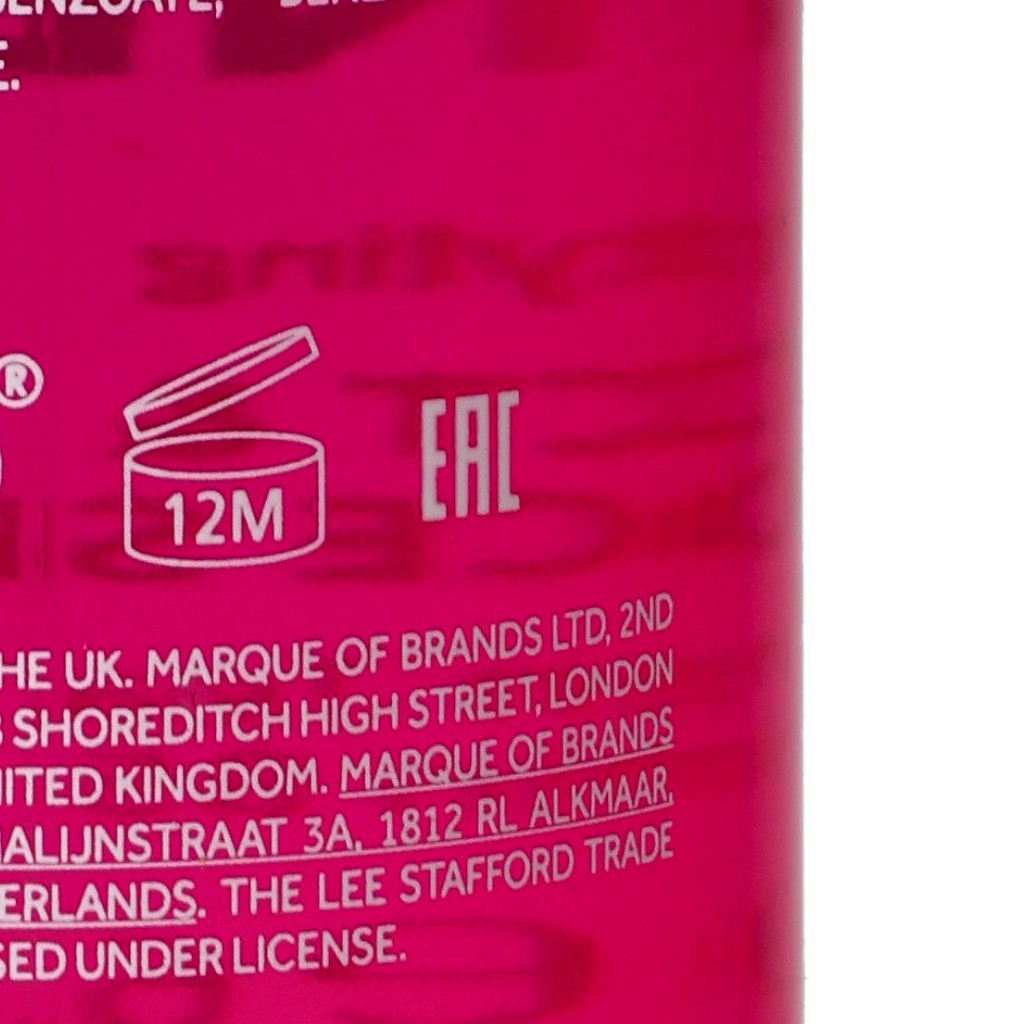 E.
®
12M
EAC
HE UK. MARQUE OF BRANDS LTD, 2ND
SHOREDITCH HIGH STREET, LONDON
NITED KINGDOM. MARQUE OF BRANDS
ALIJNSTRAAT 3A, 1812 RL ALKMAAR,
ERLANDS. THE LEE STAFFORD TRADE
SED UNDER LICENSE.